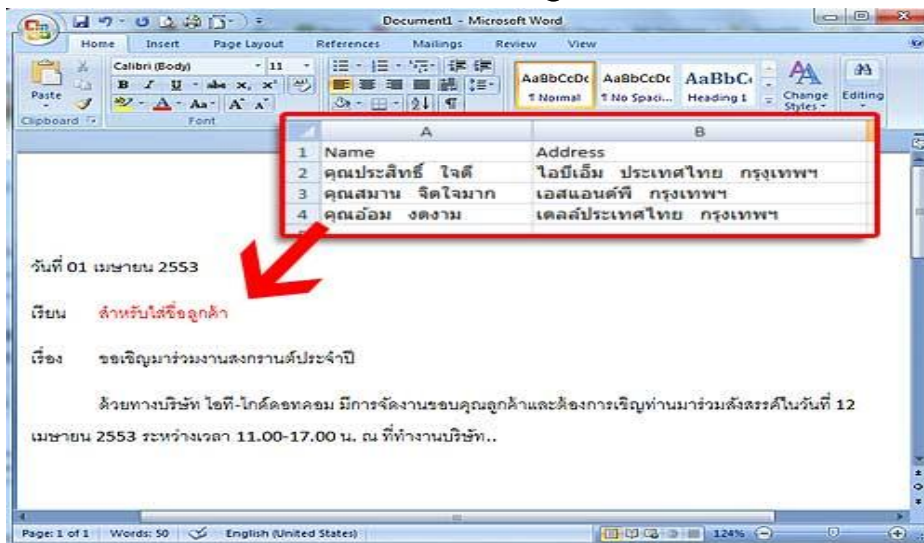 Document1 - Microsoft Word
Home Insert Page Layout References Mailings Review View
Calibri (Body) 11
Paste
B I U abc x, x²
Aa A A
AaBbCcDc AaBbCcDc AaBbC
¶ Normal ¶ No Spaci... Heading 1
Change Styles
Editing
Clipboard Font
A B
1 Name Address
2 คุณประสิทธิ์ ใจดี ไอบีเอ็ม ประเทศไทย กรุงเทพฯ
3 คุณสมาน จิตใจมาก เอสแอนด์พี กรุงเทพฯ
4 คุณอ้อม งดงาม เดลล์ประเทศไทย กรุงเทพฯ
วันที่ 01 เมษายน 2553
เรียน สำหรับใส่ชื่อลูกค้า
เรื่อง ขอเชิญมาร่วมงานสงกรานต์ประจำปี
ด้วยทางบริษัท ไอที-ไกด์ดอทคอม มีการจัดงานขอบคุณลูกค้าและต้องการเชิญท่านมาร่วมสังสรรค์ในวันที่ 12
เมษายน 2553 ระหว่างเวลา 11.00-17.00 น. ณ ที่ทำงานบริษัท..
Page: 1 of 1 Words: 50 English (United States) 124%